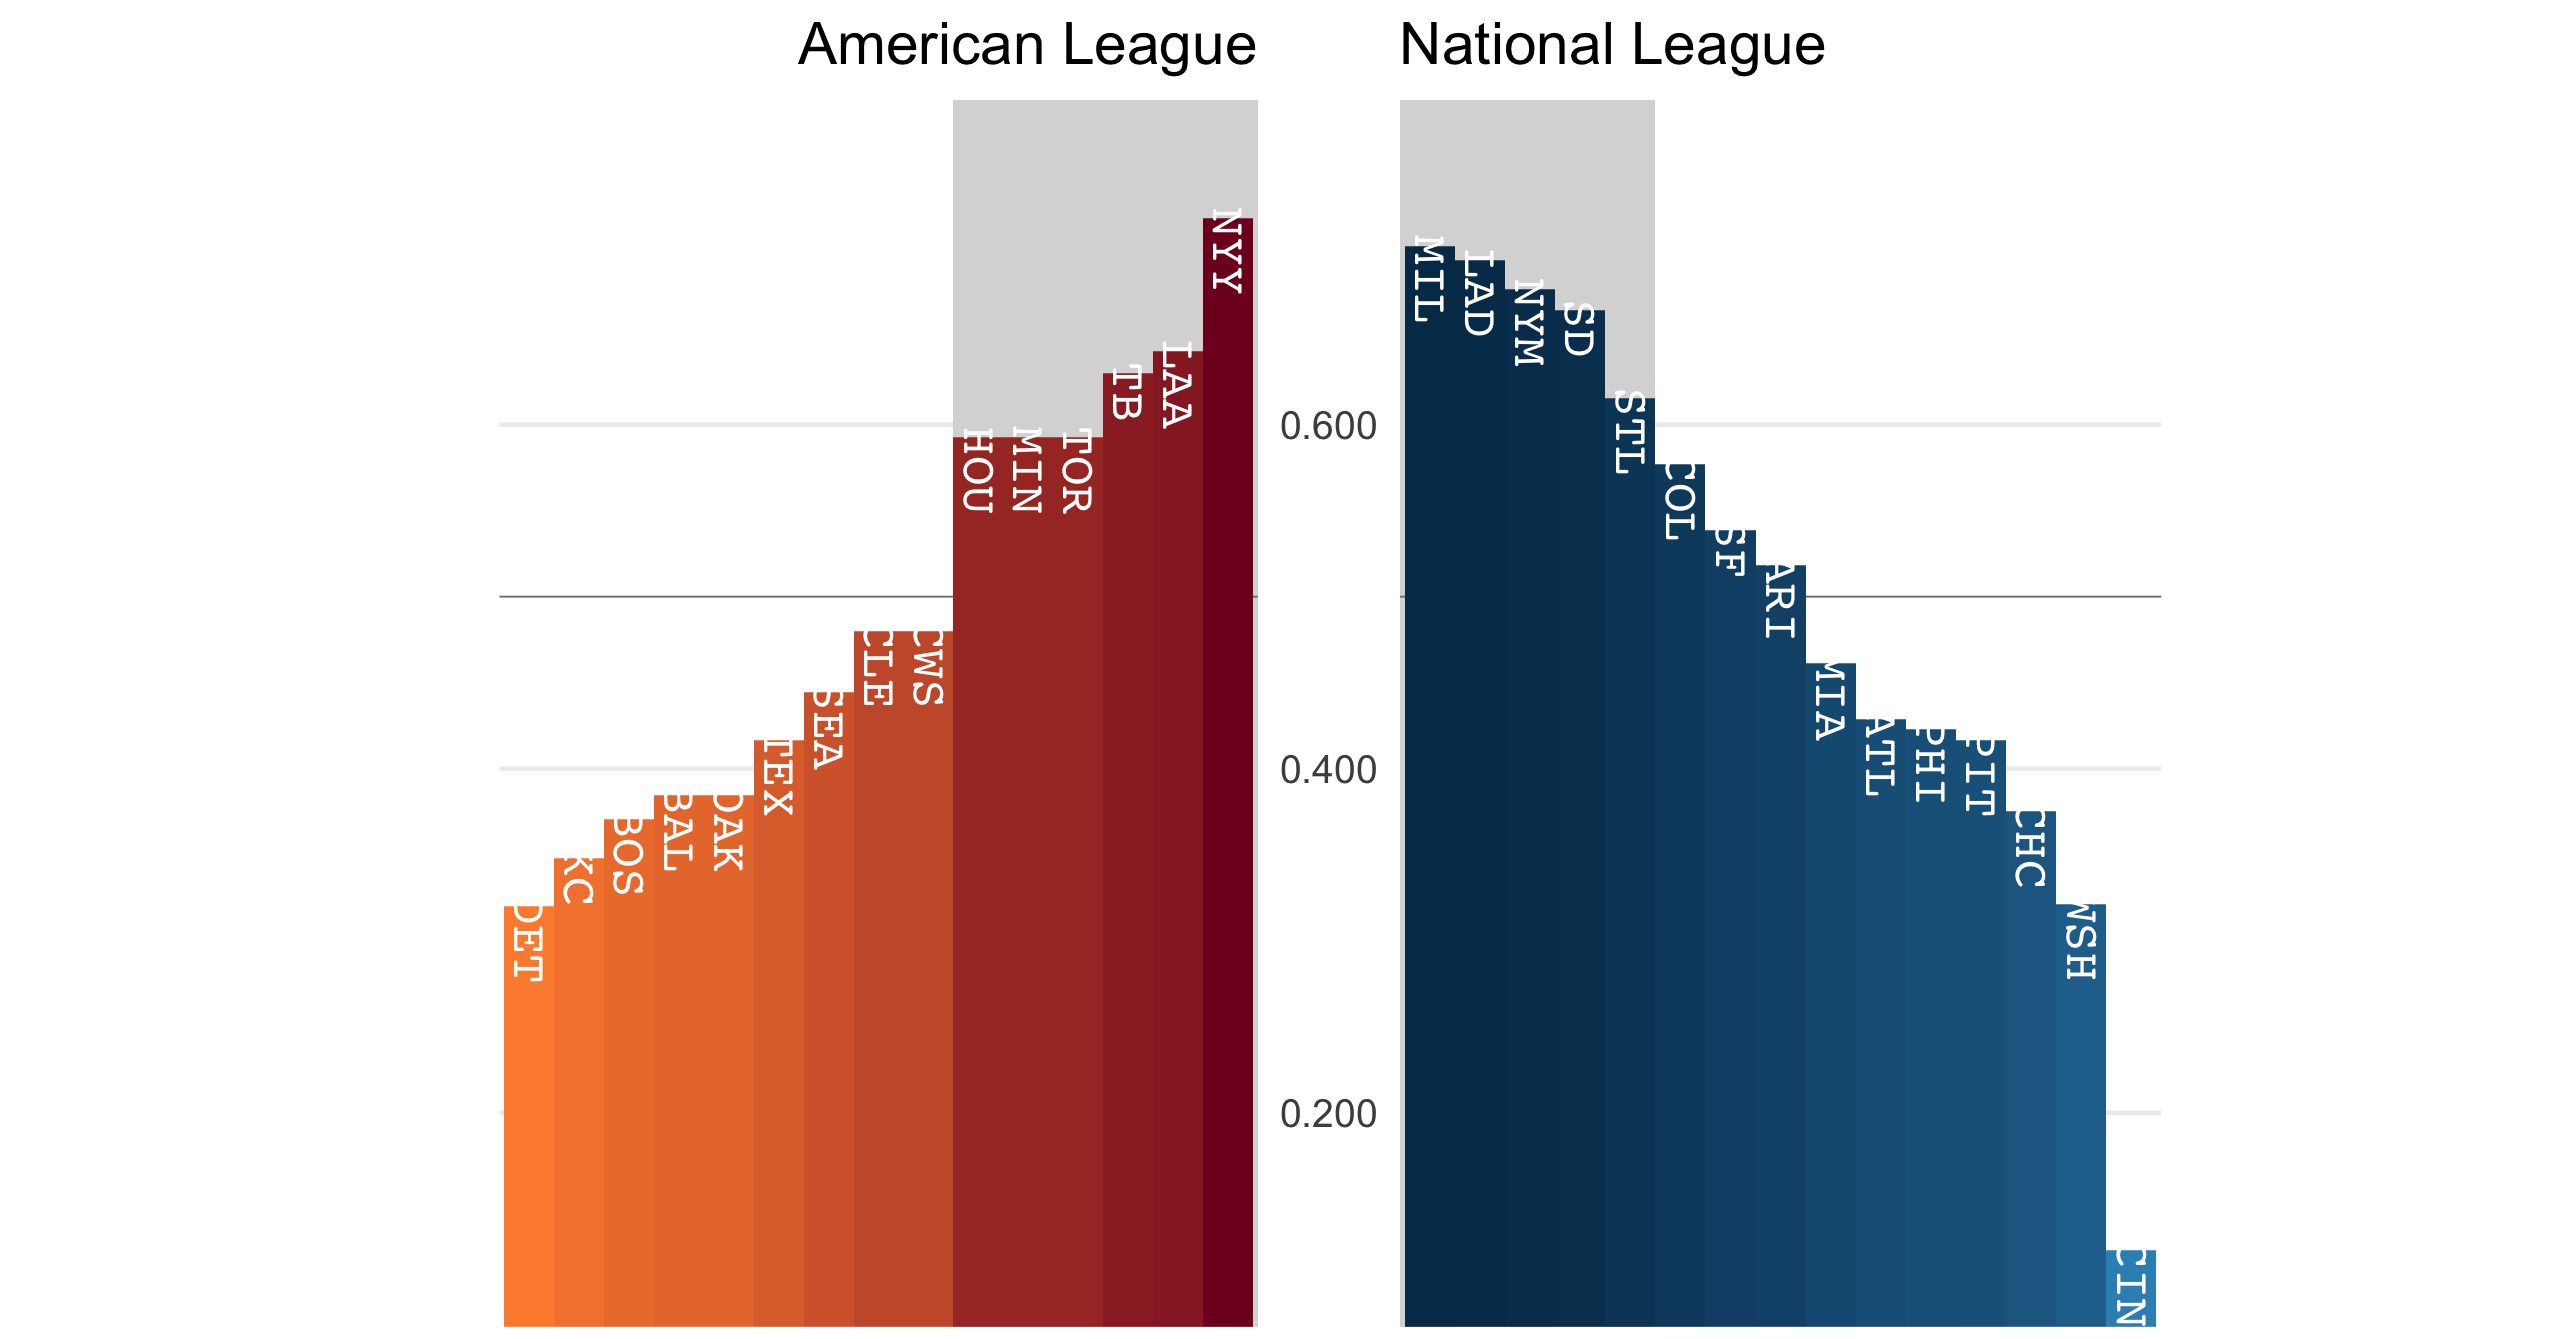 American League
National League
DET
KC
BOS
BAL
OAK
TEX
SEA
CLE
CWS
HOU
MIN
TOR
TB
LAA
NYY
0.600
0.400
0.200
MIL
LAD
NYM
SD
STL
COL
SF
ARI
MIA
ATL
PHI
PIT
CHC
WSH
CIN